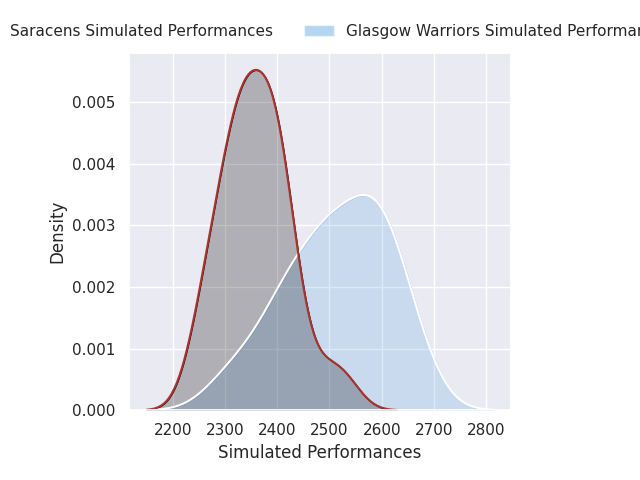 Saracens Simulated Performances
Glasgow Warriors Simulated
0.005
0.004
0.003
0.002
0.001
0.000
Density
2200 2300 2400 2500 2600 2700 2800
Simulated Performances